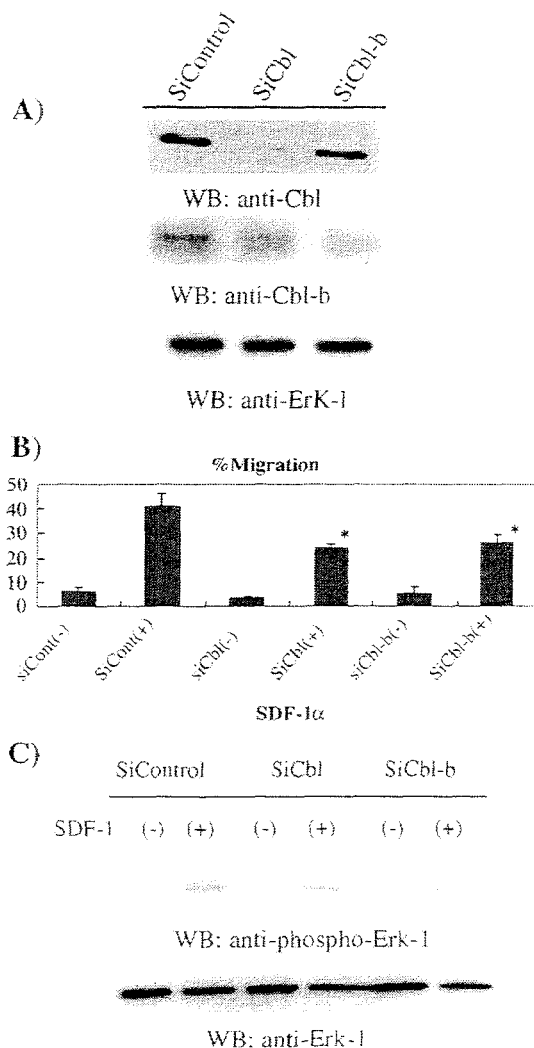 SiControl SiCbl SiCbl-b
A)
WB: anti-Cbl
WB: anti-Cbl-b
WB: anti-ErK-1
B)
%Migration
50
40
30
20
10
0
* *
siCont(-) SiCont(+) siCbl(-) SiCbl(+) siCbl-b(-) SiCbl-b(+)
SDF-1α
C)
SiControl SiCbl SiCbl-b
SDF-1 (-) (+) (-) (+) (-) (+)
WB: anti-phospho-Erk-1
WB: anti-Erk-1